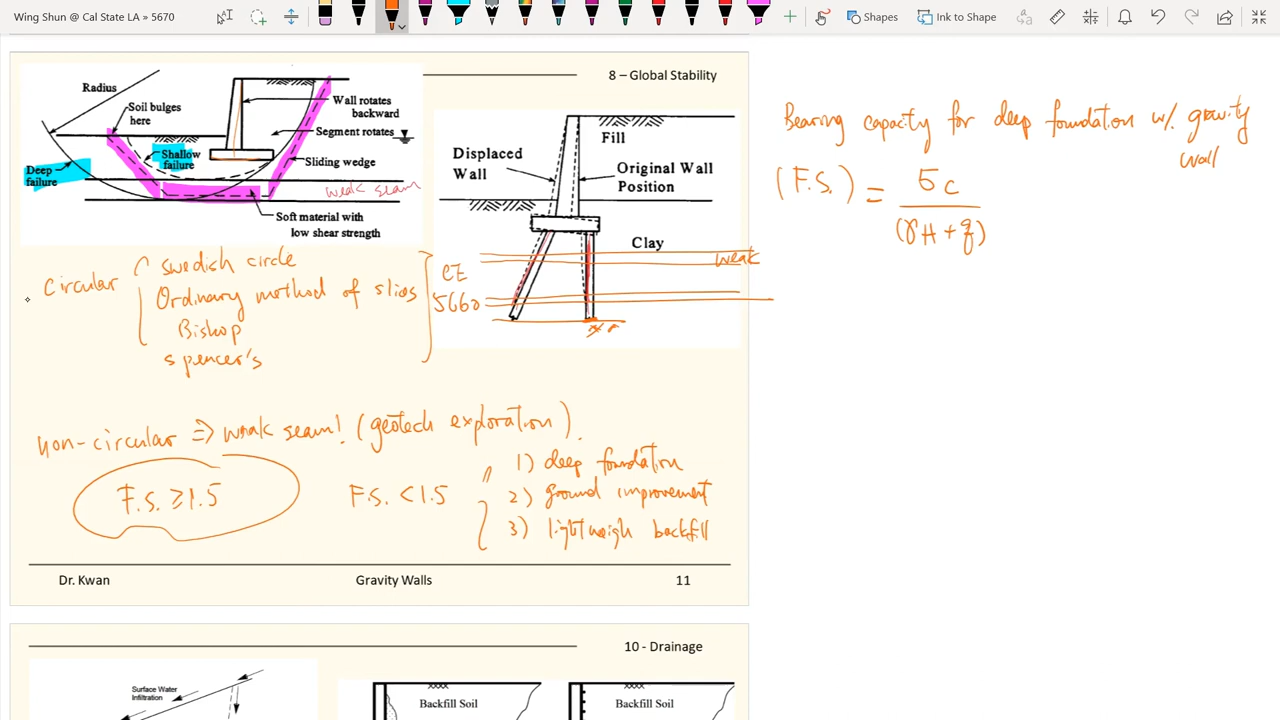 Wing Shun @ Cal State LA » 5670
Shapes
Ink to Shape
8 – Global Stability
Radius
Soil bulges
here
Wall rotates
backward
Segment rotates
Shallow
failure
Sliding wedge
Deep
failure
weak seam
Soft material with
low shear strength
Fill
Displaced
Wall
Original Wall
Position
Clay
weak
Circular
Swedish circle
Ordinary method of slies
Bishop
spencer's
CE
5660
non-circular ⇒ weak seam! (geotech exploration).
F.S. ≥ 1.5
F.S. < 1.5
1) deep foundation
2) ground improvement
3) lightweigh backfill
Dr. Kwan
Gravity Walls
11
Bearing capacity for deep foundation w/. gravity
wall
(F.S.) = 5c
(γH + q)
10 - Drainage
Surface Water
Infiltration
Backfill Soil
Backfill Soil